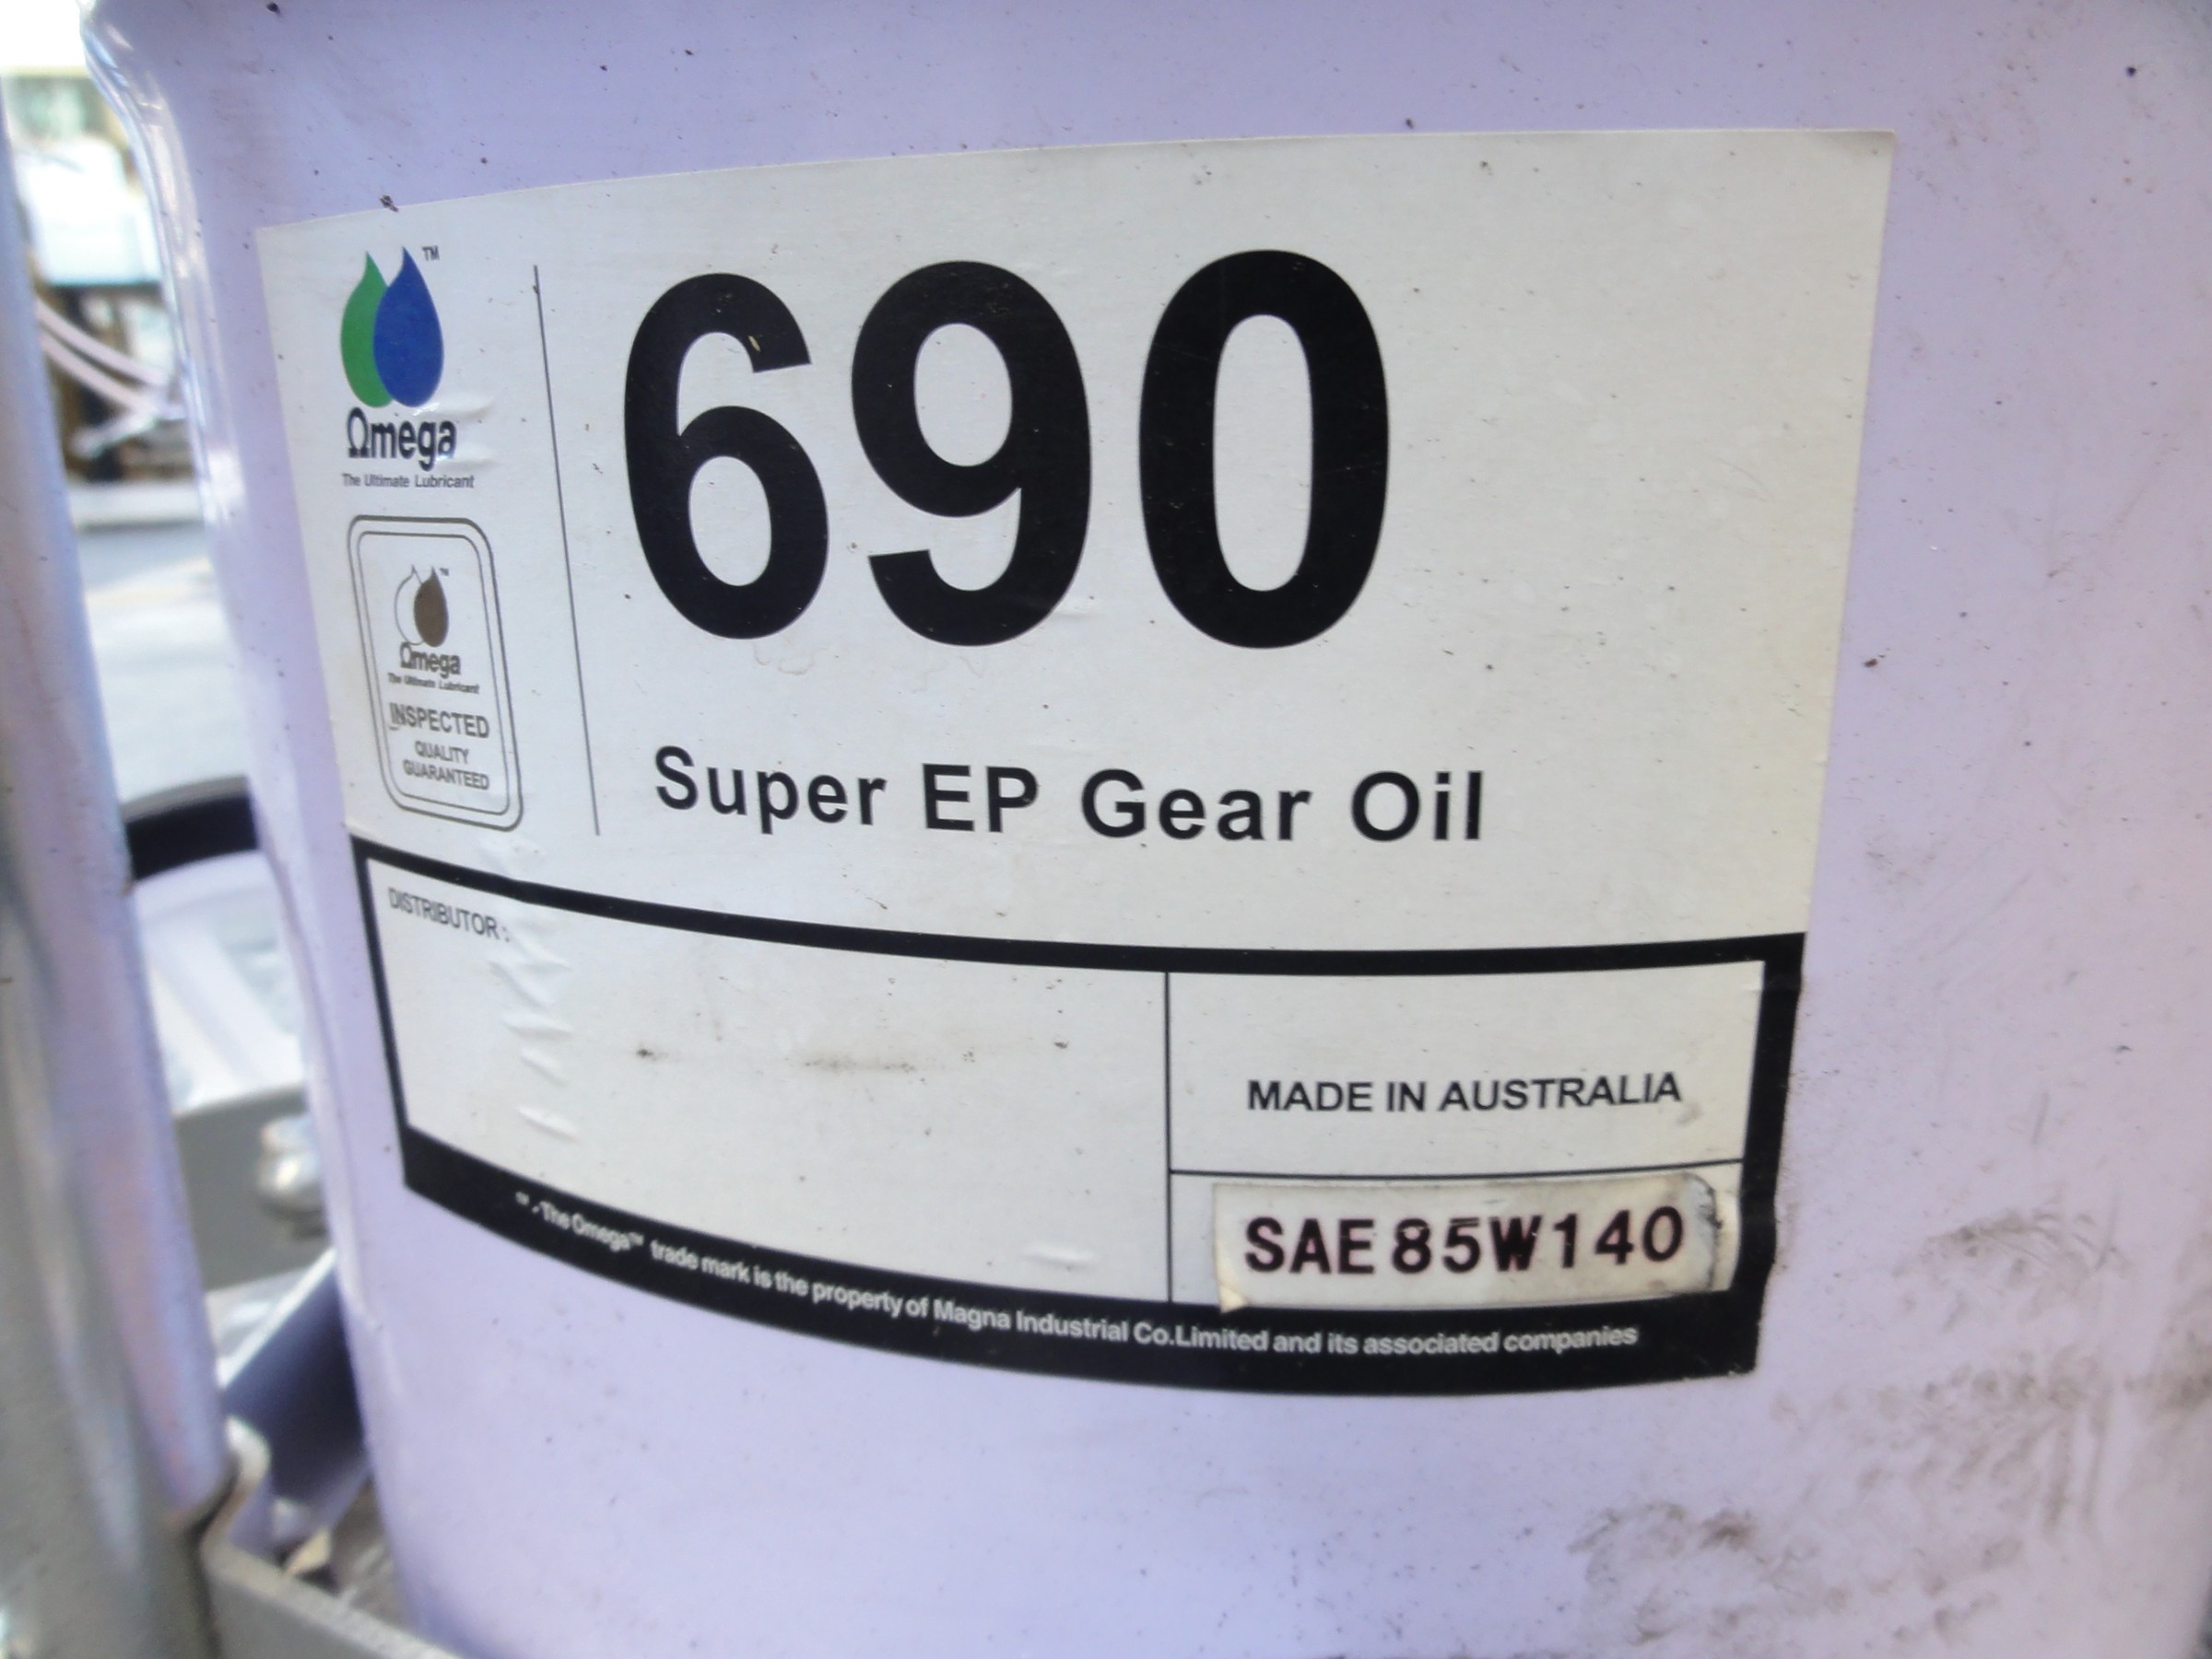 TM
Ωmega
The Ultimate Lubricant
TM
Ωmega
The Ultimate Lubricant
INSPECTED
QUALITY
GUARANTEED
690
Super EP Gear Oil
DISTRIBUTOR:
MADE IN AUSTRALIA
SAE 85W140
™ - The Omega™ trade mark is the property of Magna Industrial Co.Limited and its associated companies